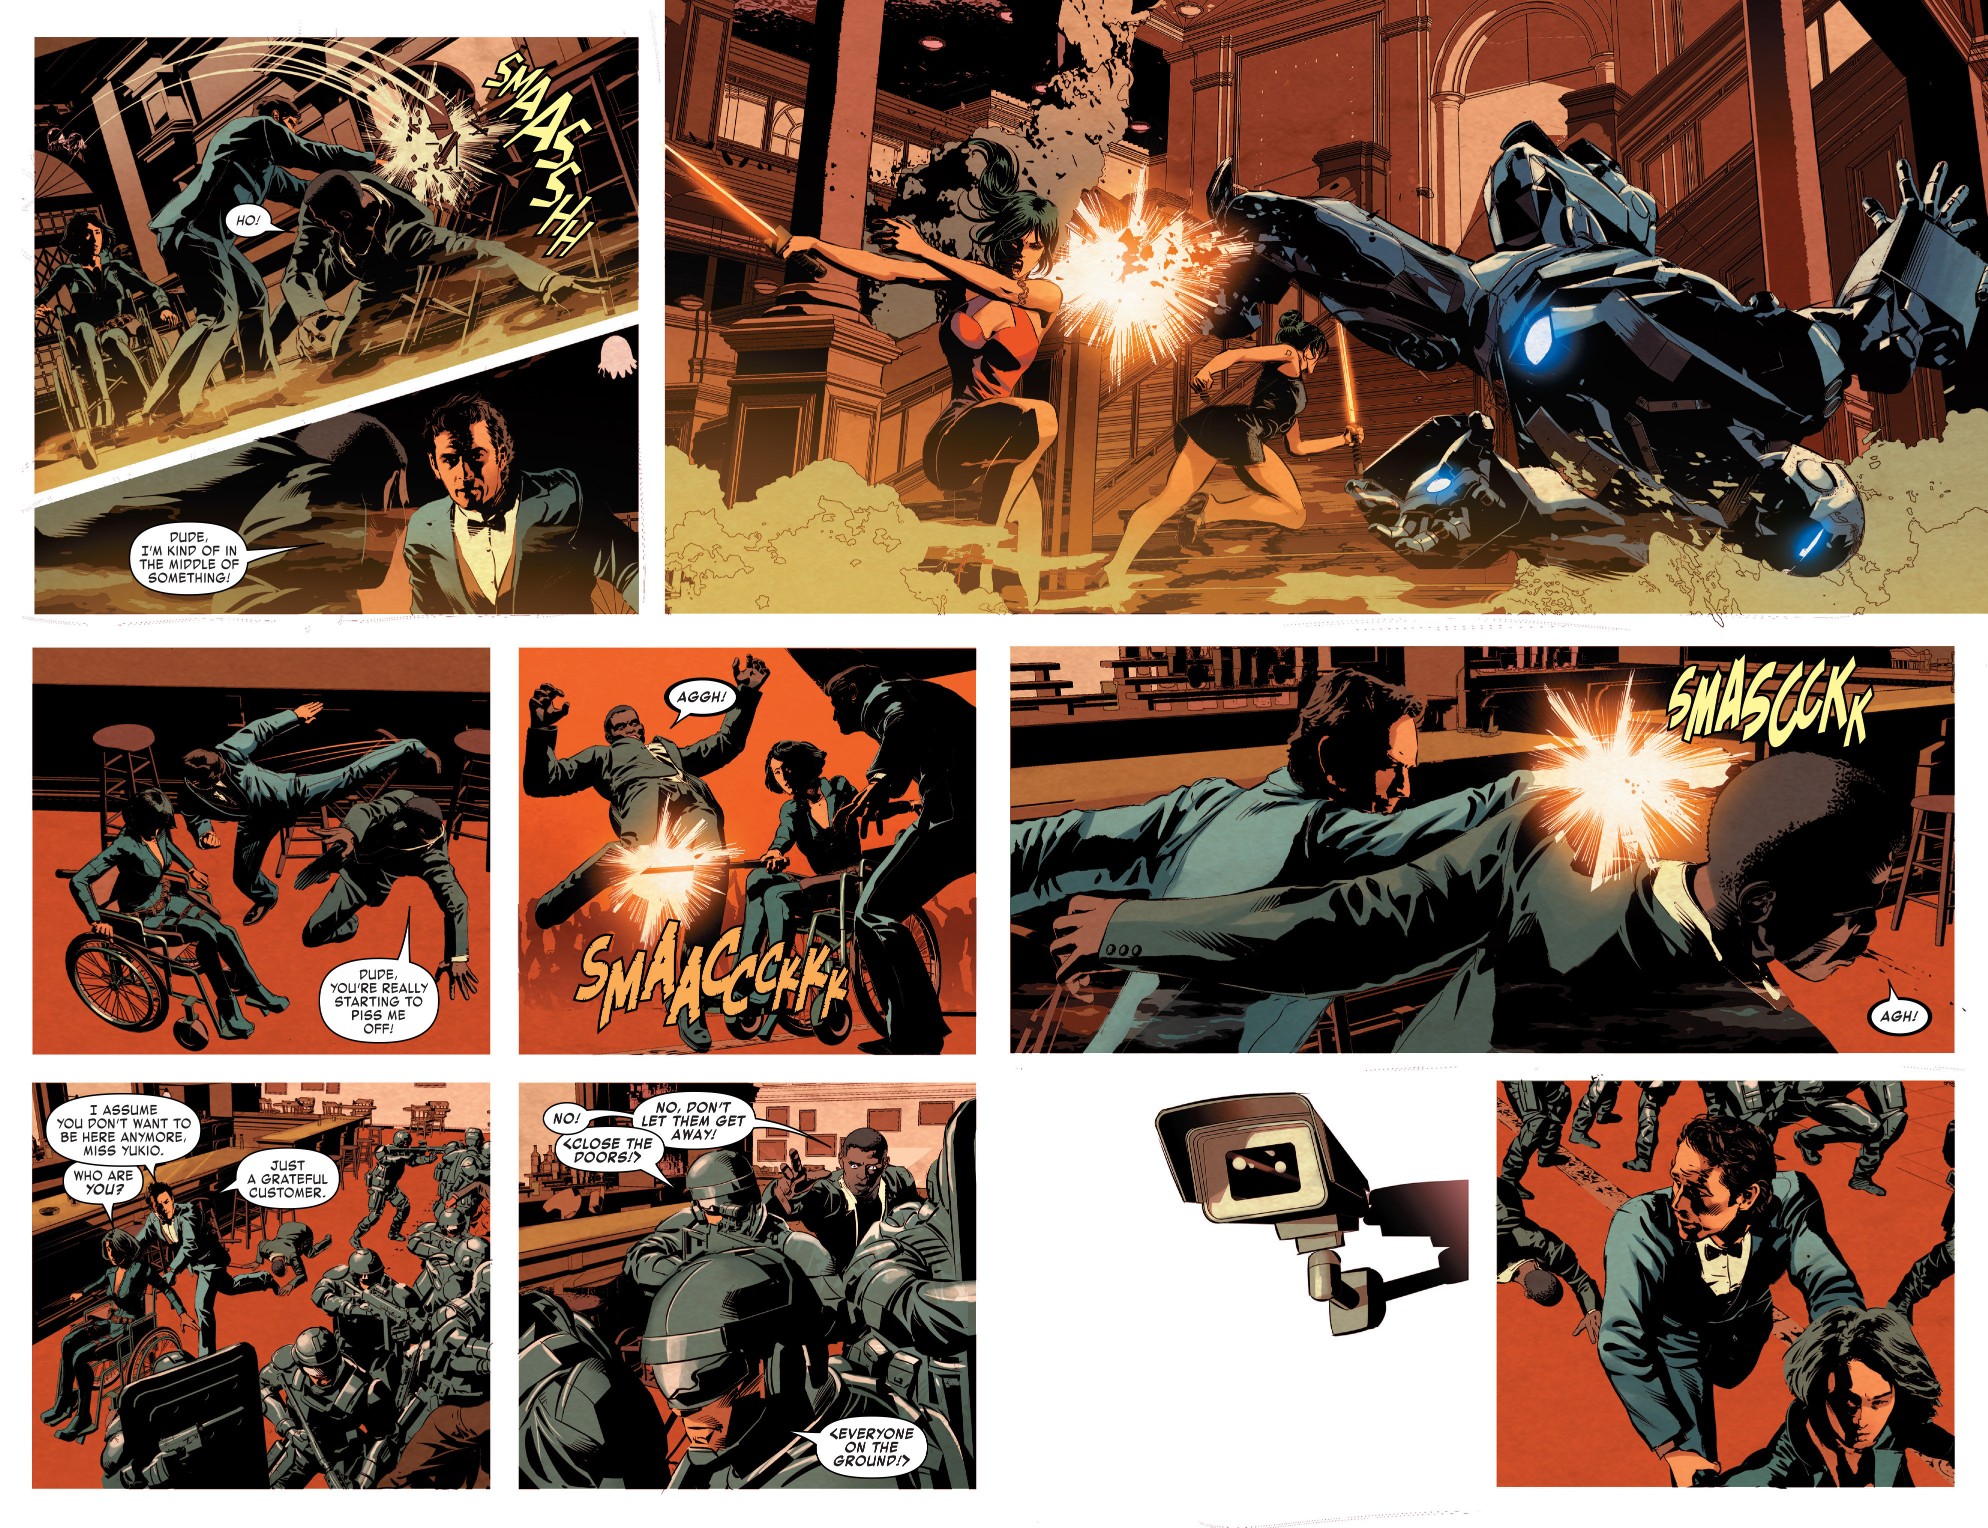 SMAASSHH
HO!
DUDE,
I'M KIND OF IN
THE MIDDLE OF
SOMETHING!
DUDE,
YOU'RE REALLY
STARTING TO
PISS ME
OFF!
AGGH!
SMAACCCKKK
SMASCCKK
AGH!
I ASSUME
YOU DON'T WANT TO
BE HERE ANYMORE,
MISS YUKIO.
WHO ARE
YOU?
JUST
A GRATEFUL
CUSTOMER.
NO!
NO, DON'T
LET THEM GET
AWAY!
<CLOSE THE
DOORS!>
<EVERYONE
ON THE
GROUND!>